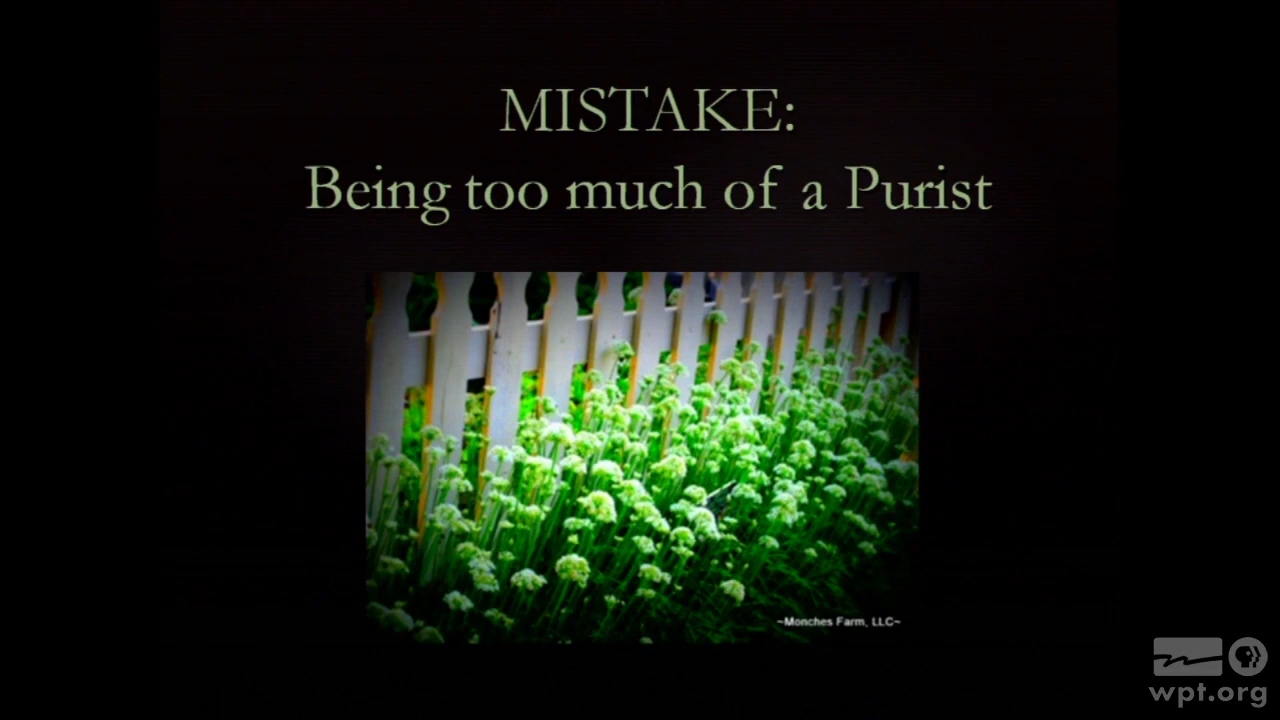 MISTAKE:
Being too much of a Purist
~Monches Farm, LLC~
wpt.org